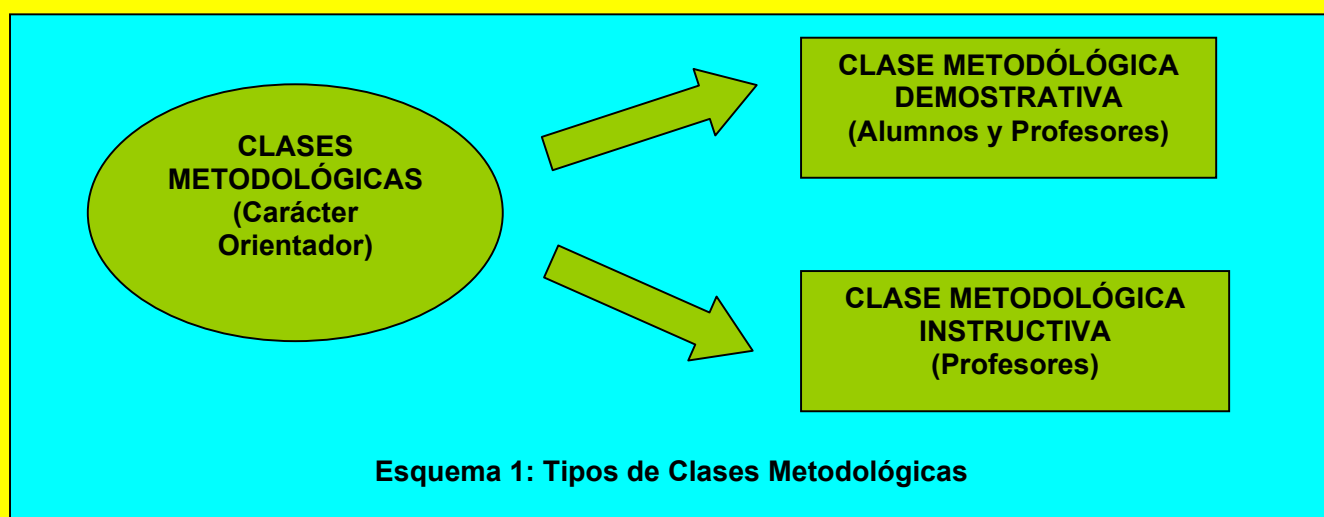 CLASES
METODOLÓGICAS
(Carácter
Orientador)
CLASE METODÓLÓGICA
DEMOSTRATIVA
(Alumnos y Profesores)
CLASE METODOLÓGICA
INSTRUCTIVA
(Profesores)
Esquema 1: Tipos de Clases Metodológicas